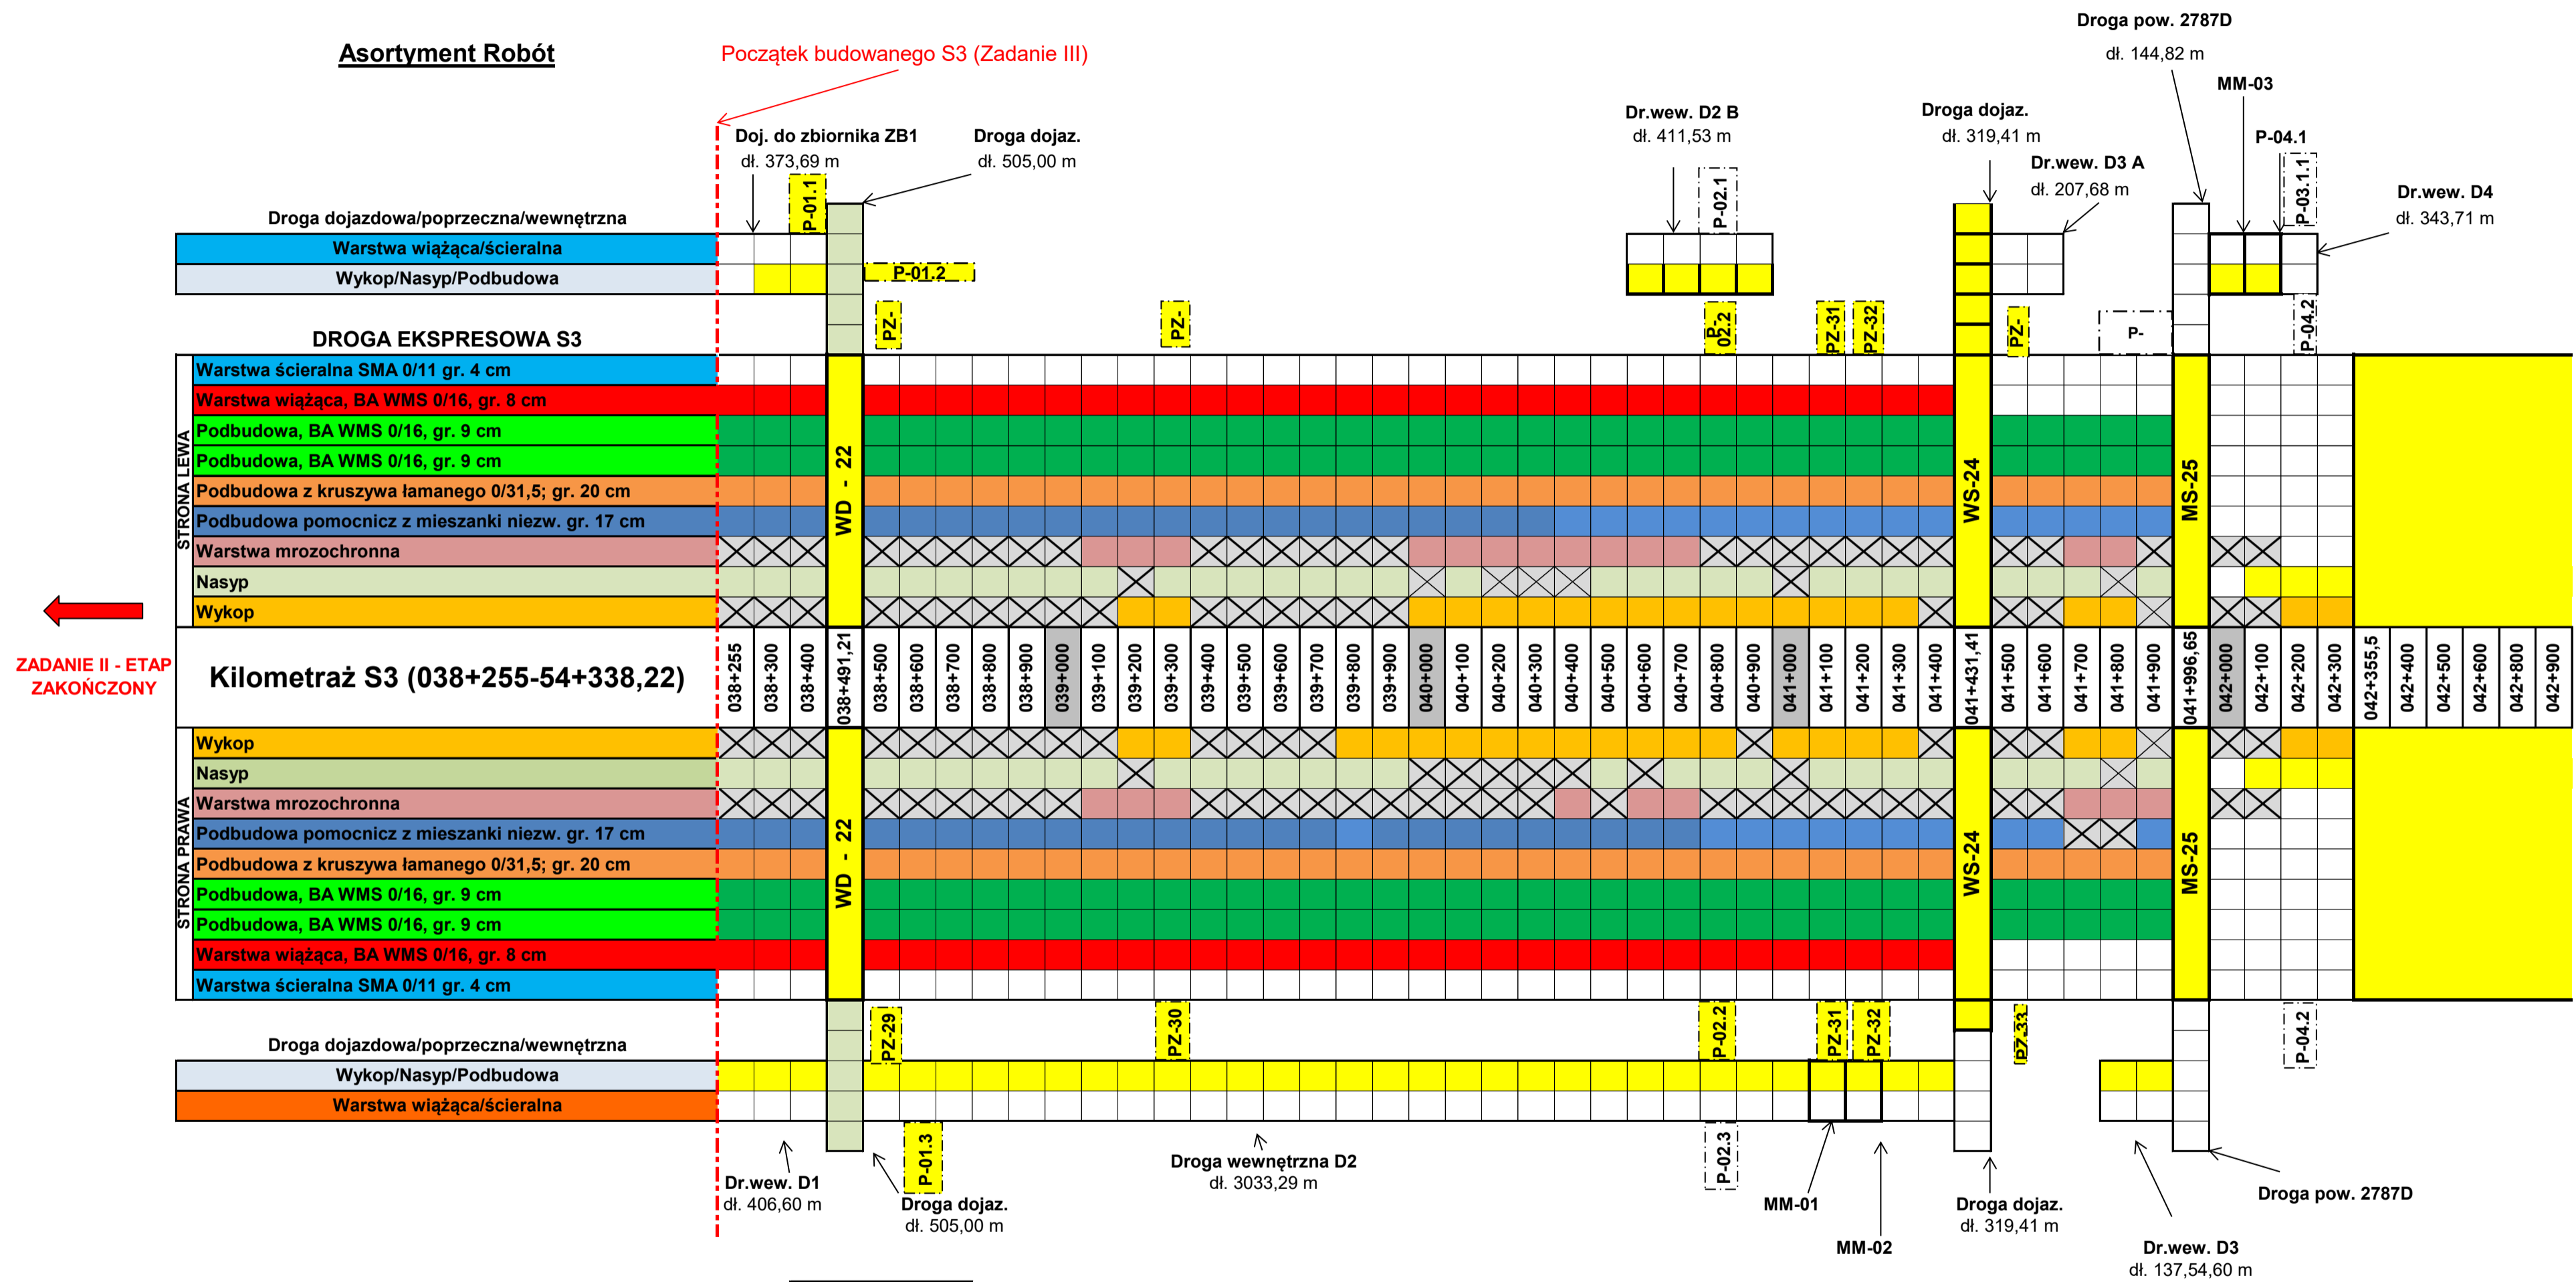 Droga pow. 2787D
dł. 144,82 m
Asortyment Robót
Początek budowanego S3 (Zadanie III)
MM-03
Dr.wew. D2 B
dł. 411,53 m
Droga dojaz.
dł. 319,41 m
Doj. do zbiornika ZB1
dł. 373,69 m
Droga dojaz.
dł. 505,00 m
P-04.1
Dr.wew. D3 A
dł. 207,68 m
Dr.wew. D4
dł. 343,71 m
P-01.1
P-02.1
P-03.1.1
Droga dojazdowa/poprzeczna/wewnętrzna
Warstwa wiążąca/ścieralna
Wykop/Nasyp/Podbudowa
P-01.2
PZ-
PZ-
P-
02.2
PZ-31
PZ-32
PZ-
P-
P-04.2
DROGA EKSPRESOWA S3
STRONA LEWA
Warstwa ścieralna SMA 0/11 gr. 4 cm
Warstwa wiążąca, BA WMS 0/16, gr. 8 cm
Podbudowa, BA WMS 0/16, gr. 9 cm
Podbudowa, BA WMS 0/16, gr. 9 cm
Podbudowa z kruszywa łamanego 0/31,5; gr. 20 cm
Podbudowa pomocnicz z mieszanki niezw. gr. 17 cm
Warstwa mrozochronna
Nasyp
Wykop
WD - 22
WS-24
MS-25
ZADANIE II - ETAP
ZAKOŃCZONY
Kilometraż S3 (038+255-54+338,22)
038+255
038+300
038+400
038+491,21
038+500
038+600
038+700
038+800
038+900
039+000
039+100
039+200
039+300
039+400
039+500
039+600
039+700
039+800
039+900
040+000
040+100
040+200
040+300
040+400
040+500
040+600
040+700
040+800
040+900
041+000
041+100
041+200
041+300
041+400
041+431,41
041+500
041+600
041+700
041+800
041+900
041+996,65
042+000
042+100
042+200
042+300
042+355,5
042+400
042+500
042+600
042+800
042+900
STRONA PRAWA
Wykop
Nasyp
Warstwa mrozochronna
Podbudowa pomocnicz z mieszanki niezw. gr. 17 cm
Podbudowa z kruszywa łamanego 0/31,5; gr. 20 cm
Podbudowa, BA WMS 0/16, gr. 9 cm
Podbudowa, BA WMS 0/16, gr. 9 cm
Warstwa wiążąca, BA WMS 0/16, gr. 8 cm
Warstwa ścieralna SMA 0/11 gr. 4 cm
WD - 22
WS-24
MS-25
PZ-29
PZ-30
P-02.2
PZ-31
PZ-32
PZ-33
P-04.2
Droga dojazdowa/poprzeczna/wewnętrzna
Wykop/Nasyp/Podbudowa
Warstwa wiążąca/ścieralna
P-01.3
P-02.3
Dr.wew. D1
dł. 406,60 m
Droga dojaz.
dł. 505,00 m
Droga wewnętrzna D2
dł. 3033,29 m
MM-01
MM-02
Droga dojaz.
dł. 319,41 m
Droga pow. 2787D
Dr.wew. D3
dł. 137,54,60 m